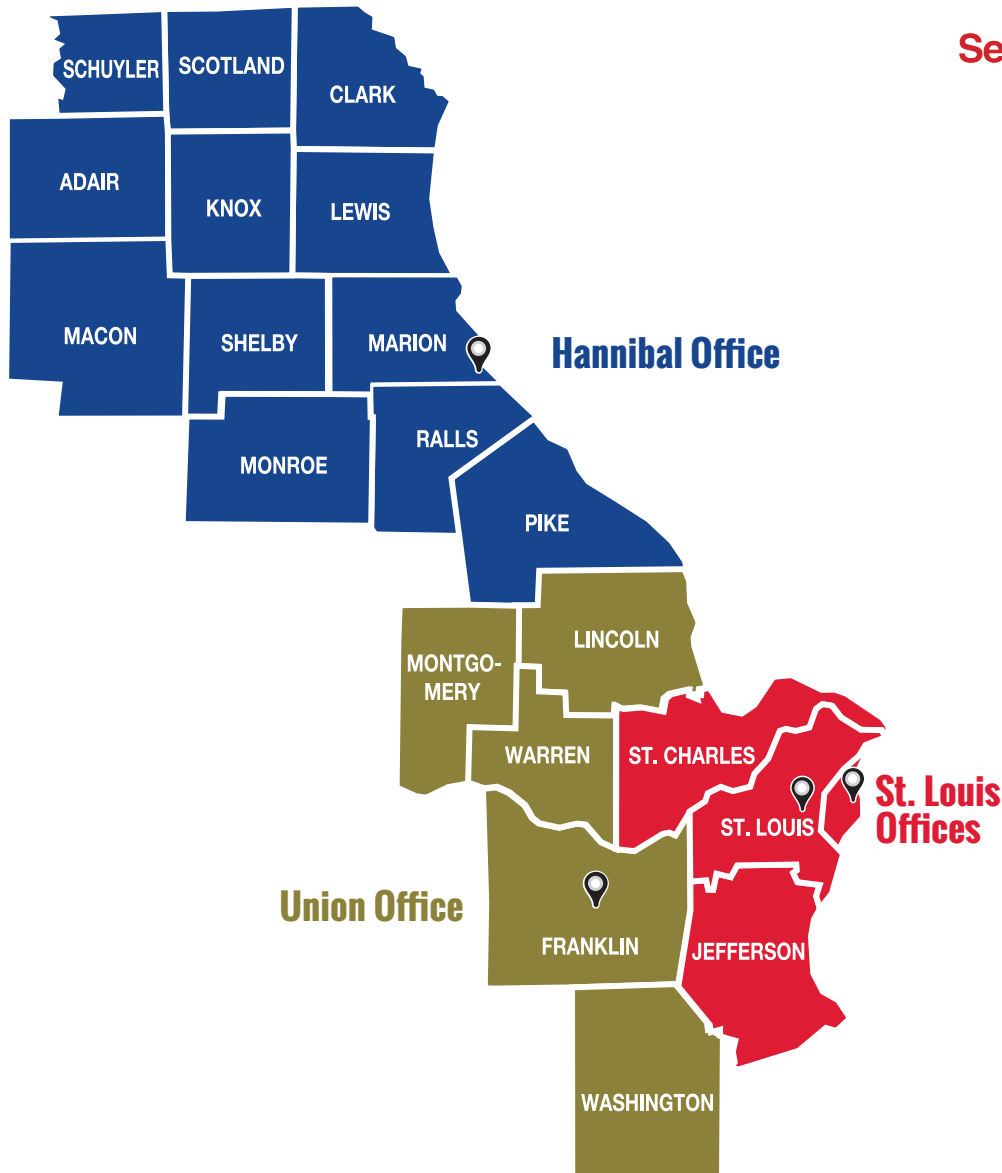 Se
SCHUYLER
SCOTLAND
CLARK
ADAIR
KNOX
LEWIS
MACON
SHELBY
MARION
Hannibal Office
MONROE
RALLS
PIKE
LINCOLN
MONTGO-
MERY
WARREN
ST. CHARLES
ST. LOUIS
St. Louis
Offices
Union Office
FRANKLIN
JEFFERSON
WASHINGTON